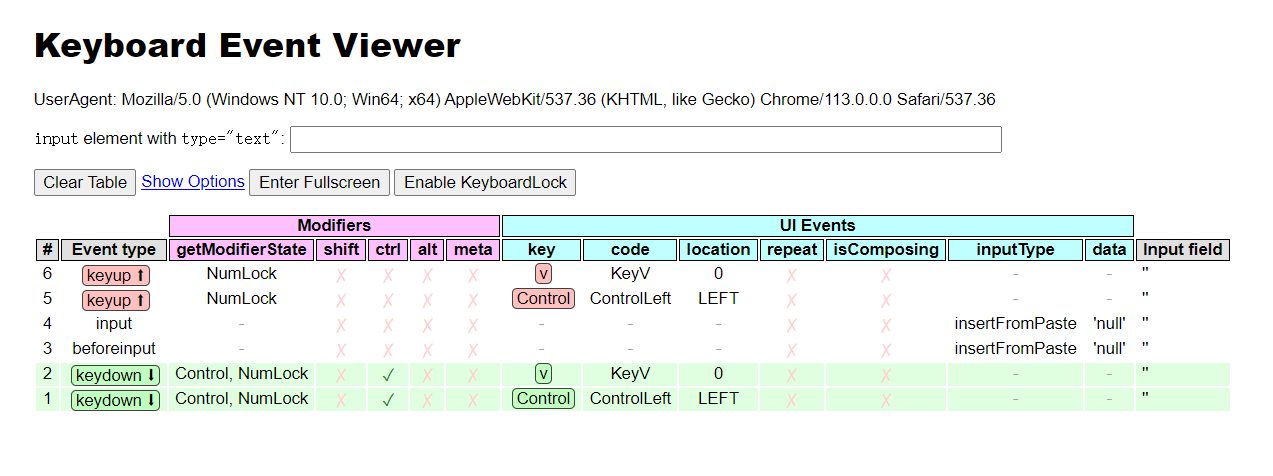 Keyboard Event Viewer
UserAgent: Mozilla/5.0 (Windows NT 10.0; Win64; x64) AppleWebKit/537.36 (KHTML, like Gecko) Chrome/113.0.0.0 Safari/537.36
input element with type="text":
Clear Table Show Options Enter Fullscreen Enable KeyboardLock
Modifiers UI Events
# Event type getModifierState shift ctrl alt meta key code location repeat isComposing inputType data Input field
6 keyup ⬆ NumLock ✗ ✗ ✗ ✗ v KeyV 0 ✗ ✗ - - ''
5 keyup ⬆ NumLock ✗ ✗ ✗ ✗ Control ControlLeft LEFT ✗ ✗ - - ''
4 input - ✗ ✗ ✗ ✗ - - - ✗ ✗ insertFromPaste 'null' ''
3 beforeinput - ✗ ✗ ✗ ✗ - - - ✗ ✗ insertFromPaste 'null' ''
2 keydown ⬇ Control, NumLock ✗ ✓ ✗ ✗ v KeyV 0 ✗ ✗ - - ''
1 keydown ⬇ Control, NumLock ✗ ✓ ✗ ✗ Control ControlLeft LEFT ✗ ✗ - - ''